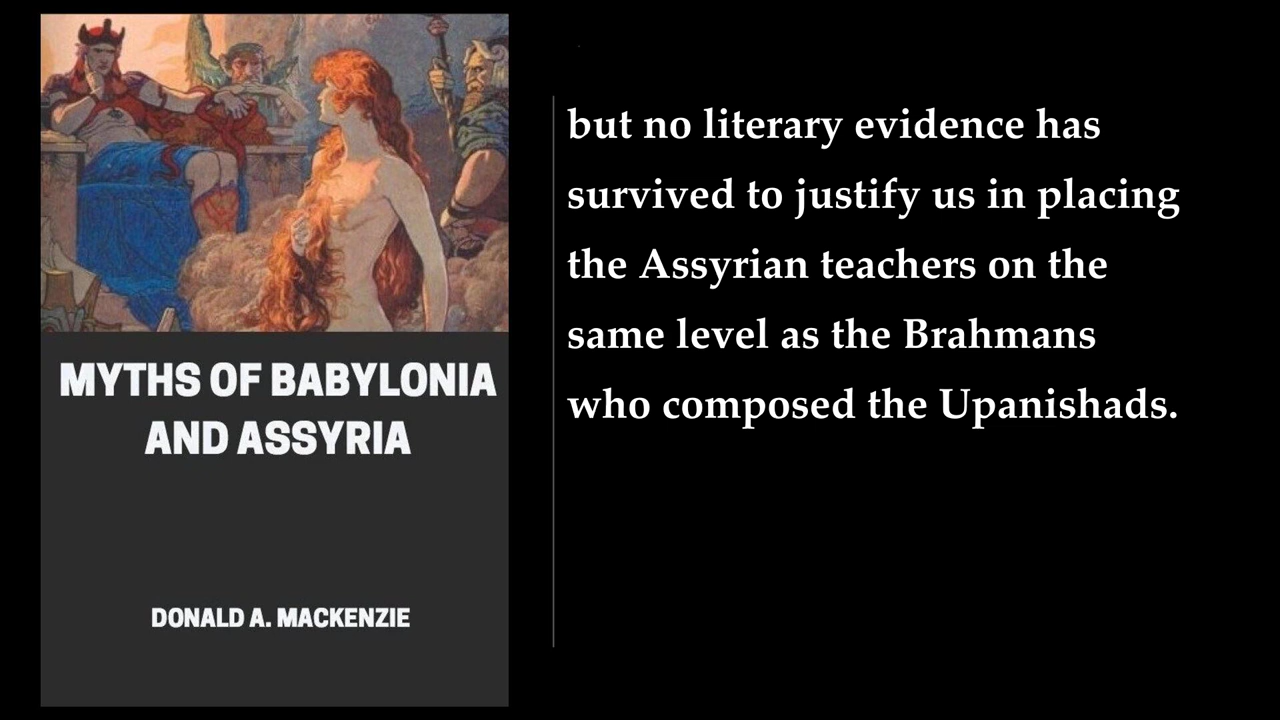 MYTHS OF BABYLONIA
AND ASSYRIA
DONALD A. MACKENZIE
but no literary evidence has
survived to justify us in placing
the Assyrian teachers on the
same level as the Brahmans
who composed the Upanishads.